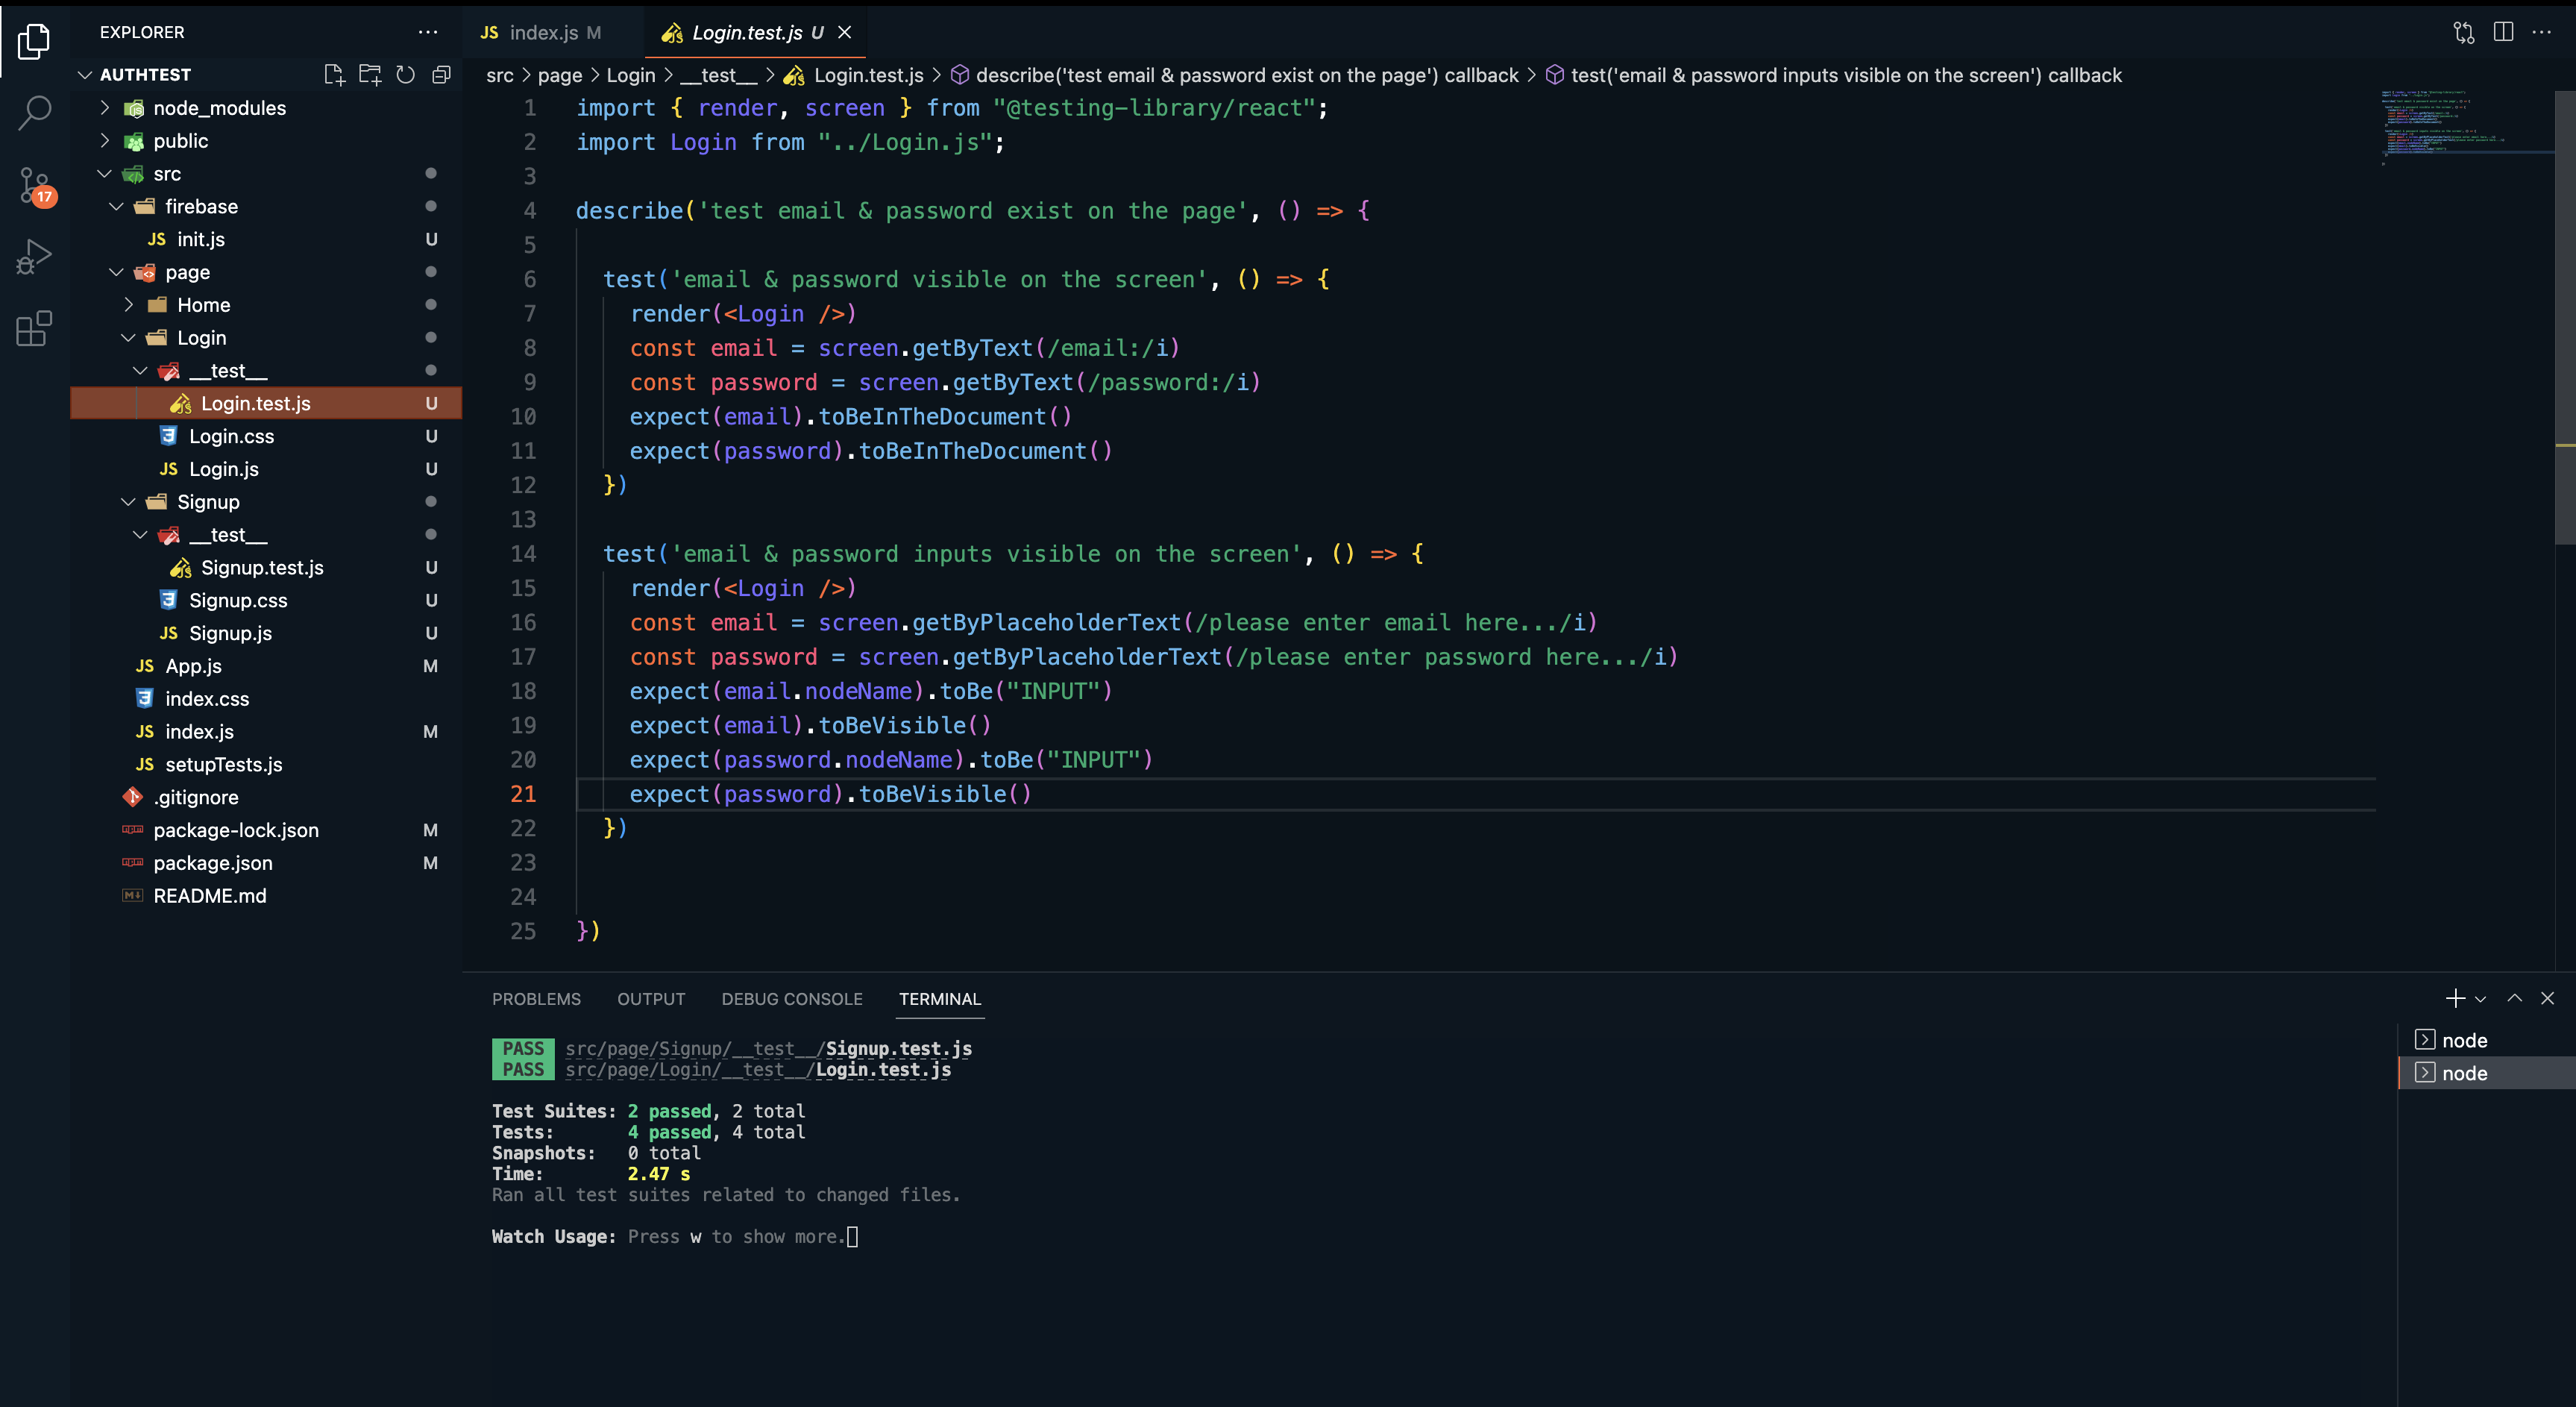 EXPLORER
AUTHTEST
node_modules
public
src
firebase
JS init.js U
page
Home
Login
__test__
Login.test.js U
Login.css U
JS Login.js U
Signup
__test__
Signup.test.js U
Signup.css U
JS Signup.js U
JS App.js M
index.css
JS index.js M
JS setupTests.js
.gitignore
package-lock.json M
package.json M
README.md
17
JS index.js M
Login.test.js U
src > page > Login > __test__ > Login.test.js > describe('test email & password exist on the page') callback > test('email & password inputs visible on the screen') callback
1 import { render, screen } from "@testing-library/react";
2 import Login from "../Login.js";
3
4 describe('test email & password exist on the page', () => {
5
6 test('email & password visible on the screen', () => {
7 render(<Login />)
8 const email = screen.getByText(/email:/i)
9 const password = screen.getByText(/password:/i)
10 expect(email).toBeInTheDocument()
11 expect(password).toBeInTheDocument()
12 })
13
14 test('email & password inputs visible on the screen', () => {
15 render(<Login />)
16 const email = screen.getByPlaceholderText(/please enter email here.../i)
17 const password = screen.getByPlaceholderText(/please enter password here.../i)
18 expect(email.nodeName).toBe("INPUT")
19 expect(email).toBeVisible()
20 expect(password.nodeName).toBe("INPUT")
21 expect(password).toBeVisible()
22 })
23
24
25 })
PROBLEMS OUTPUT DEBUG CONSOLE TERMINAL
PASS src/page/Signup/__test__/Signup.test.js
PASS src/page/Login/__test__/Login.test.js
Test Suites: 2 passed, 2 total
Tests: 4 passed, 4 total
Snapshots: 0 total
Time: 2.47 s
Ran all test suites related to changed files.
Watch Usage: Press w to show more.
node
node